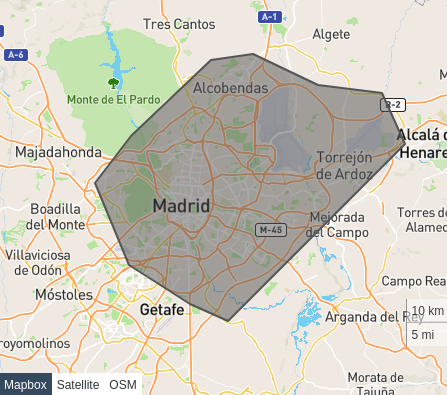 A-1
Tres Cantos
Algete
A-6
Alcobendas
Monte de El Pardo
M
R-2
Alcalá d
Henare
Majadahonda
Torrejón
de Ardoz
Madrid
Boadilla
del Monte
Mejorada
del Campo
Torres de
Alamed
M-45
Villaviciosa
de Odón
Móstoles
Getafe
Campo Real
Arganda del Rey
10 km
5 mi
royomolinos
Morata de
Tajuña
Mapbox Satellite OSM